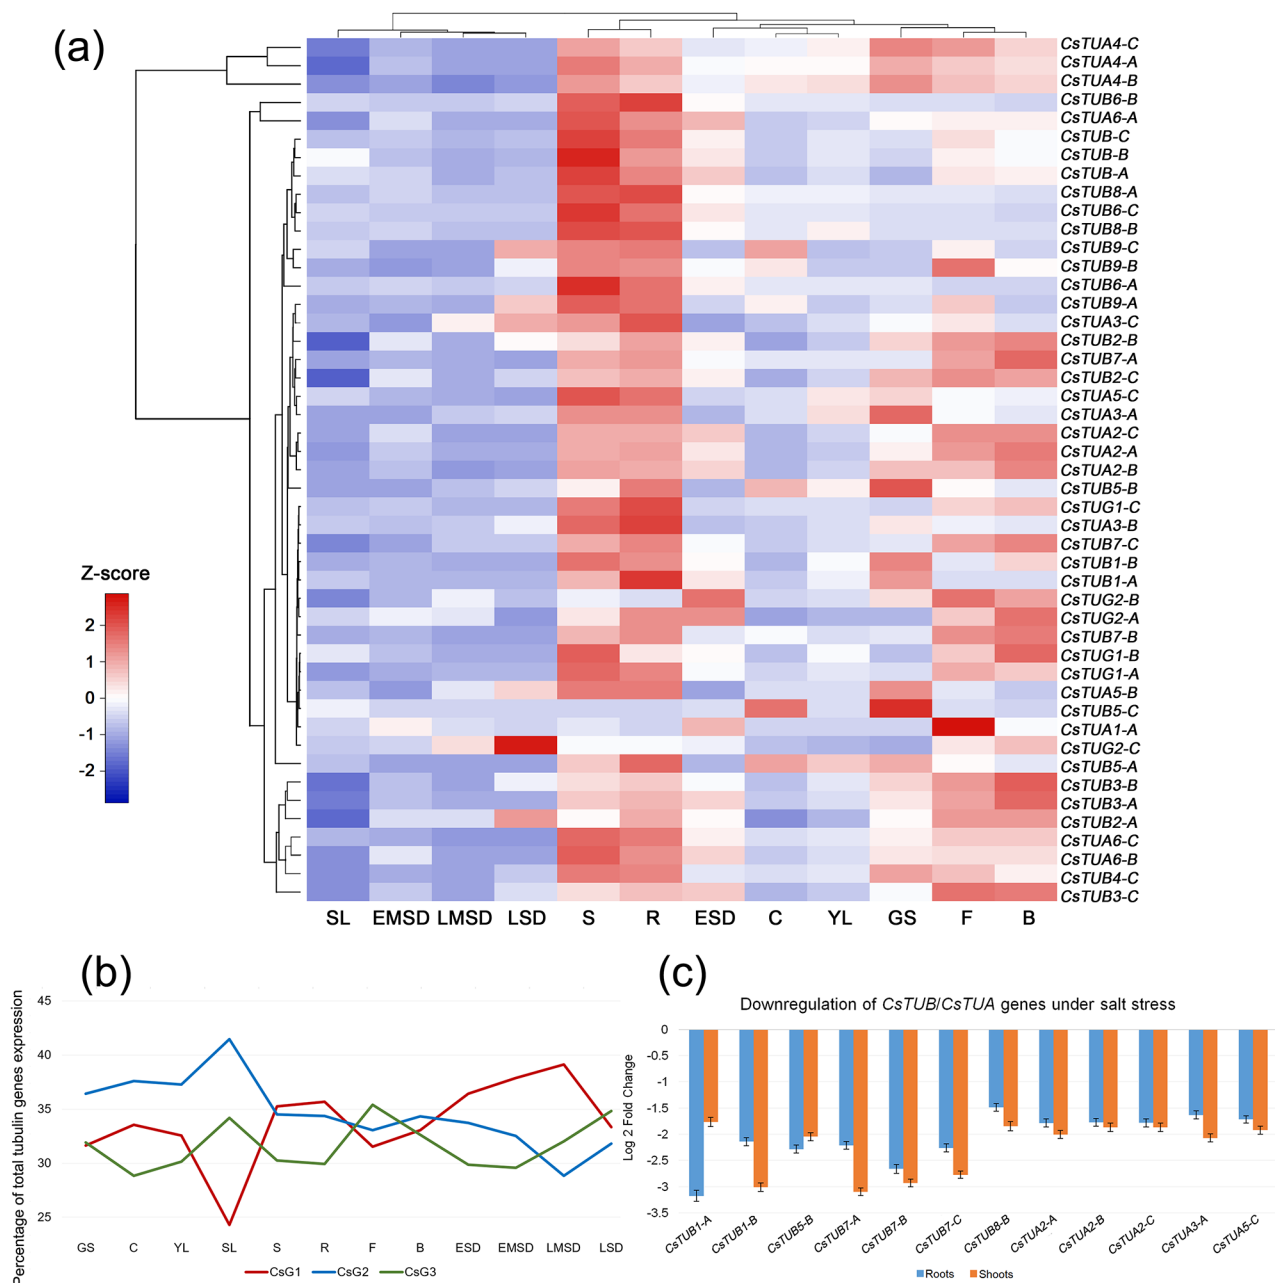 (a)
CsTUA4-C
CsTUA4-A
CsTUA4-B
CsTUB6-B
CsTUA6-A
CsTUB-C
CsTUB-B
CsTUB-A
CsTUB8-A
CsTUB6-C
CsTUB8-B
CsTUB9-C
CsTUB9-B
CsTUB6-A
CsTUB9-A
CsTUA3-C
CsTUB2-B
CsTUB7-A
CsTUB2-C
CsTUA5-C
CsTUA3-A
CsTUA2-C
CsTUA2-A
CsTUA2-B
CsTUB5-B
CsTUG1-C
CsTUA3-B
CsTUB7-C
CsTUB1-B
CsTUB1-A
CsTUG2-B
CsTUG2-A
CsTUB7-B
CsTUG1-B
CsTUG1-A
CsTUA5-B
CsTUB5-C
CsTUA1-A
CsTUG2-C
CsTUB5-A
CsTUB3-B
CsTUB3-A
CsTUB2-A
CsTUA6-C
CsTUA6-B
CsTUB4-C
CsTUB3-C
Z-score
2
1
0
-1
-2
SL EMSD LMSD LSD S R ESD C YL GS F B
(b)
Percentage of total tubulin genes expression
45
40
35
30
25
GS C YL SL S R F B ESD EMSD LMSD LSD
CsG1 CsG2 CsG3
(c)
Downregulation of CsTUB/CsTUA genes under salt stress
Log 2 Fold Change
0
-0.5
-1
-1.5
-2
-2.5
-3
-3.5
CsTUB1-A CsTUB1-B CsTUB5-B CsTUB7-A CsTUB7-B CsTUB7-C CsTUB8-B CsTUA2-A CsTUA2-B CsTUA2-C CsTUA3-A CsTUA5-C
Roots Shoots